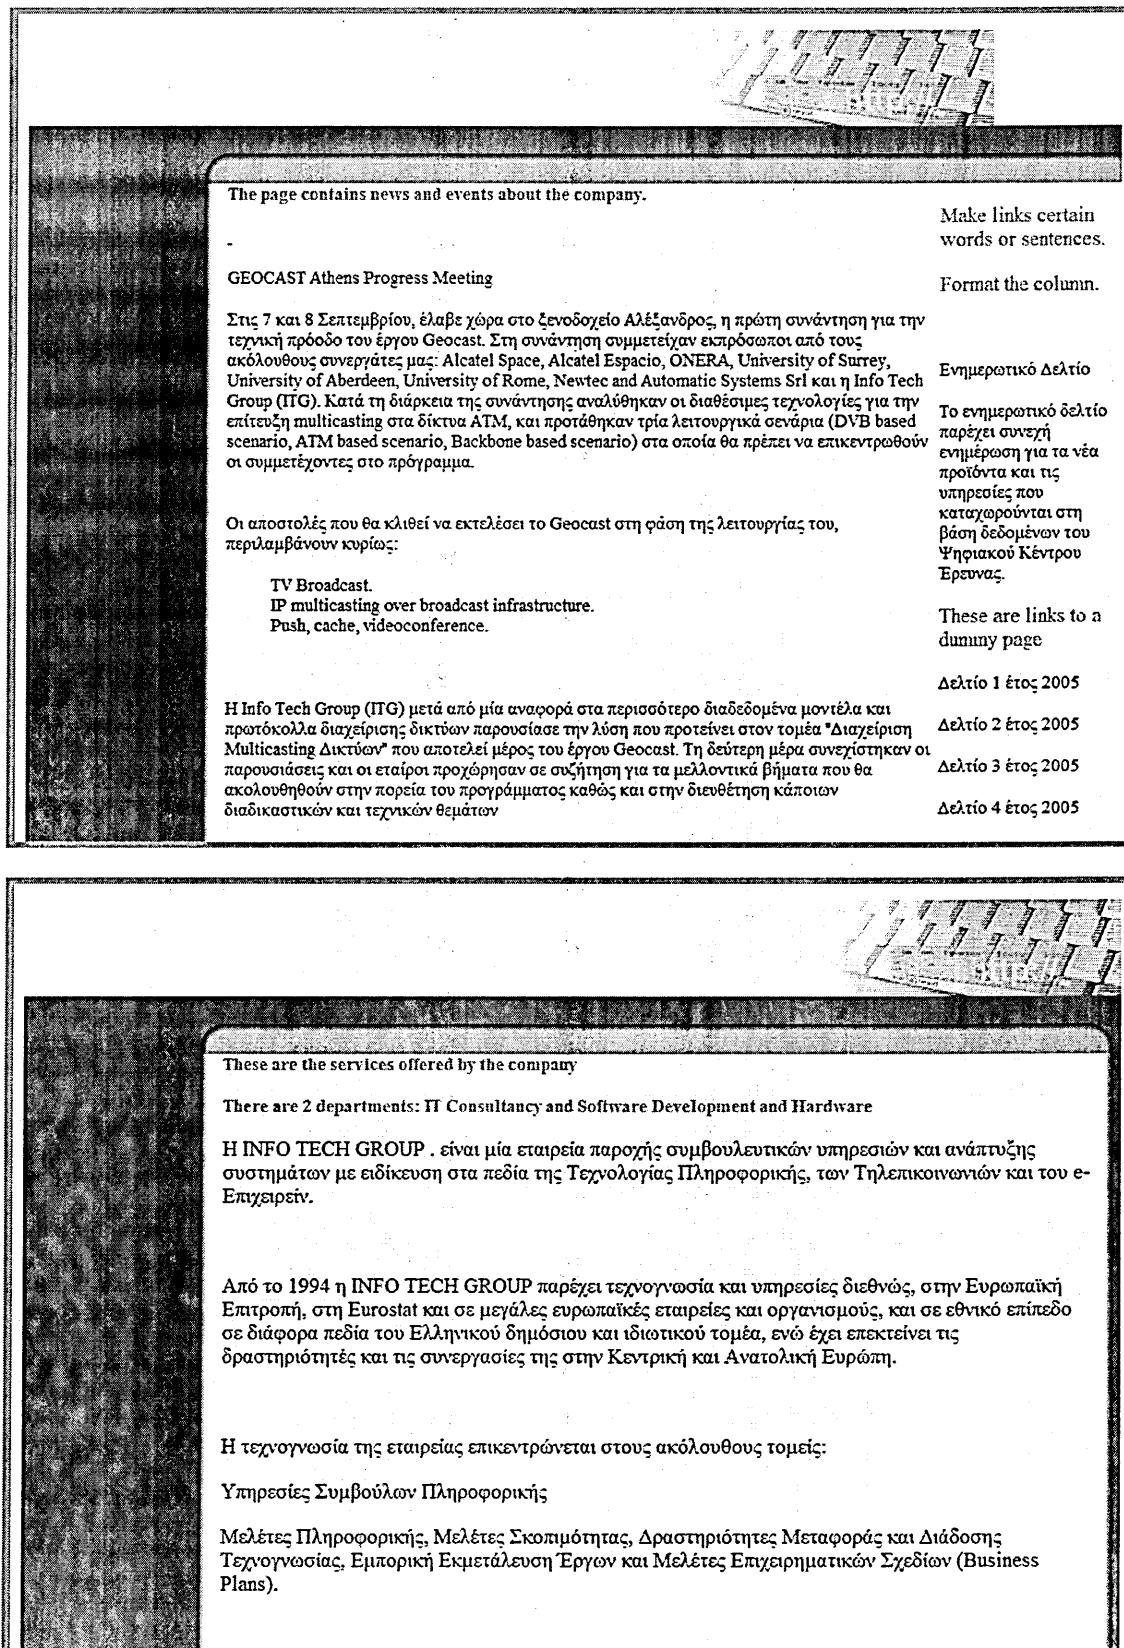 http://
The page contains news and events about the company.
-
GEOCAST Athens Progress Meeting
Στις 7 και 8 Σεπτεμβρίου, έλαβε χώρα στο ξενοδοχείο Αλέξανδρος, η πρώτη συνάντηση για την
τεχνική πρόοδο του έργου Geocast. Στη συνάντηση συμμετείχαν εκπρόσωποι από τους
ακόλουθους συνεργάτες μας: Alcatel Space, Alcatel Espacio, ONERA, University of Surrey,
University of Aberdeen, University of Rome, Newtec and Automatic Systems Srl και η Info Tech
Group (ITG). Κατά τη διάρκεια της συνάντησης αναλύθηκαν οι διαθέσιμες τεχνολογίες για την
επίτευξη multicasting στα δίκτυα ATM, και προτάθηκαν τρία λειτουργικά σενάρια (DVB based
scenario, ATM based scenario, Backbone based scenario) στα οποία θα πρέπει να επικεντρωθούν
οι συμμετέχοντες στο πρόγραμμα.
Οι αποστολές που θα κλιθεί να εκτελέσει το Geocast στη φάση της λειτουργίας του,
περιλαμβάνουν κυρίως:
TV Broadcast.
IP multicasting over broadcast infrastructure.
Push, cache, videoconference.
Η Info Tech Group (ITG) μετά από μία αναφορά στα περισσότερο διαδεδομένα μοντέλα και
πρωτόκολλα διαχείρισης δικτύων παρουσίασε την λύση που προτείνει στον τομέα "Διαχείριση
Multicasting Δικτύων" που αποτελεί μέρος του έργου Geocast. Τη δεύτερη μέρα συνεχίστηκαν οι
παρουσιάσεις και οι εταίροι προχώρησαν σε συζήτηση για τα μελλοντικά βήματα που θα
ακολουθηθούν στην πορεία του προγράμματος καθώς και στην διευθέτηση κάποιων
διαδικαστικών και τεχνικών θεμάτων
Make links certain
words or sentences.
Format the column.
Ενημερωτικό Δελτίο
Το ενημερωτικό δελτίο
παρέχει συνεχή
ενημέρωση για τα νέα
προϊόντα και τις
υπηρεσίες που
καταχωρούνται στη
βάση δεδομένων του
Ψηφιακού Κέντρου
Έρευνας.
These are links to a
dummy page
Δελτίο 1 έτος 2005
Δελτίο 2 έτος 2005
Δελτίο 3 έτος 2005
Δελτίο 4 έτος 2005
http://
These are the services offered by the company
There are 2 departments: IT Consultancy and Software Development and Hardware
Η INFO TECH GROUP . είναι μία εταιρεία παροχής συμβουλευτικών υπηρεσιών και ανάπτυξης
συστημάτων με ειδίκευση στα πεδία της Τεχνολογίας Πληροφορικής, των Τηλεπικοινωνιών και του e-
Επιχειρείν.
Από το 1994 η INFO TECH GROUP παρέχει τεχνογνωσία και υπηρεσίες διεθνώς, στην Ευρωπαϊκή
Επιτροπή, στη Eurostat και σε μεγάλες ευρωπαϊκές εταιρείες και οργανισμούς, και σε εθνικό επίπεδο
σε διάφορα πεδία του Ελληνικού δημόσιου και ιδιωτικού τομέα, ενώ έχει επεκτείνει τις
δραστηριότητές και τις συνεργασίες της στην Κεντρική και Ανατολική Ευρώπη.
Η τεχνογνωσία της εταιρείας επικεντρώνεται στους ακόλουθους τομείς:
Υπηρεσίες Συμβούλων Πληροφορικής
Μελέτες Πληροφορικής, Μελέτες Σκοπιμότητας, Δραστηριότητες Μεταφοράς και Διάδοσης
Τεχνογνωσίας, Εμπορική Εκμετάλευση Έργων και Μελέτες Επιχειρηματικών Σχεδίων (Business
Plans).